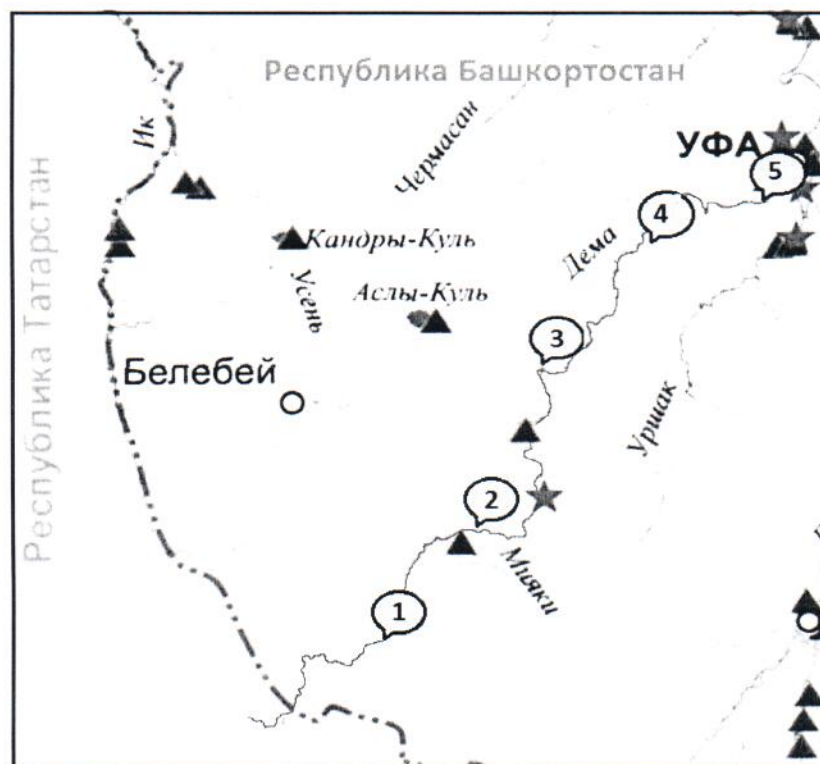 Республика Башкортостан
Ик
Чермасан
УФА
5
4
Кандры-Куль
Дема
Усень
Аслы-Куль
Республика Татарстан
3
Белебей
Уршак
2
Мияки
1